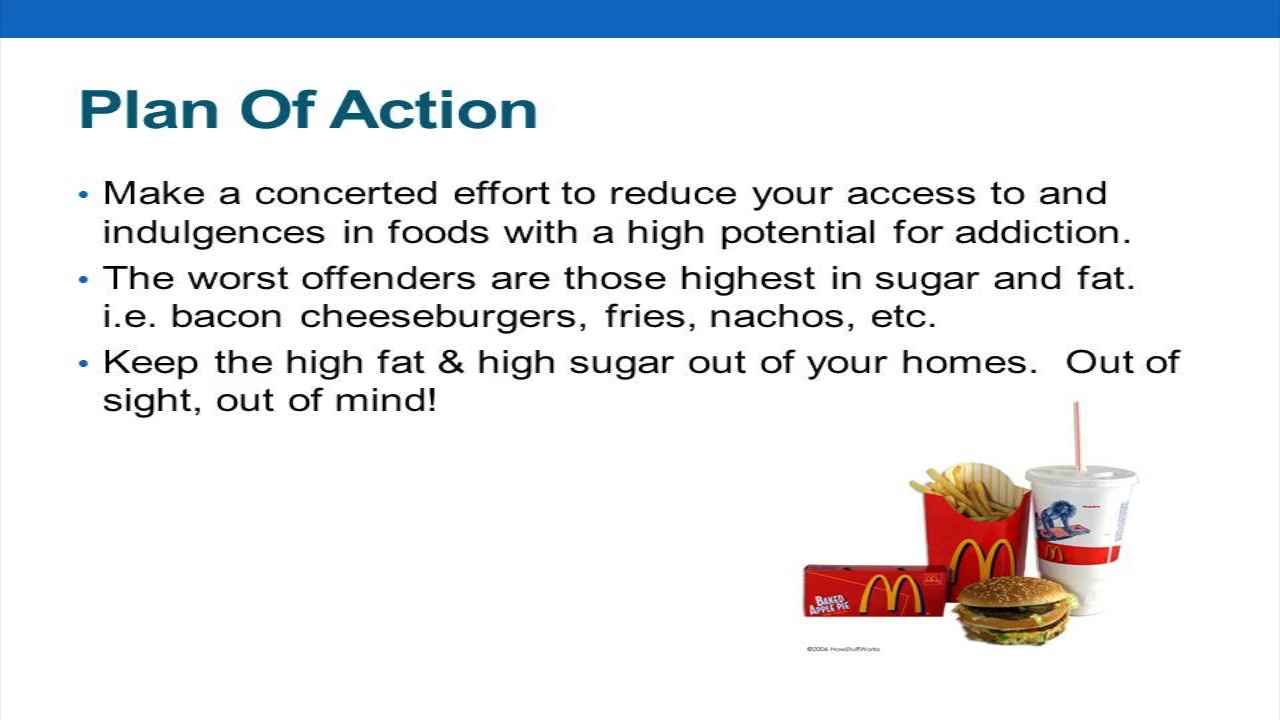 Plan Of Action
• Make a concerted effort to reduce your access to and
indulgences in foods with a high potential for addiction.
• The worst offenders are those highest in sugar and fat.
i.e. bacon cheeseburgers, fries, nachos, etc.
• Keep the high fat & high sugar out of your homes.  Out of
sight, out of mind!
BAKED
APPLE PIE
©2006 HowStuffWorks